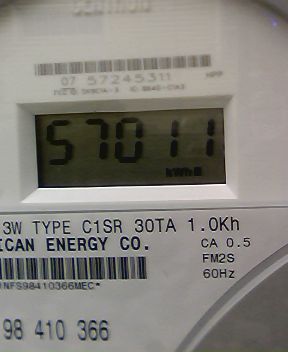 07 57245311 NPP
57011
kWh
3W TYPE C1SR 30TA 1.0Kh
ICAN ENERGY CO. CA 0.5
FM2S
60Hz
NFS98410366MEC*
98 410 366